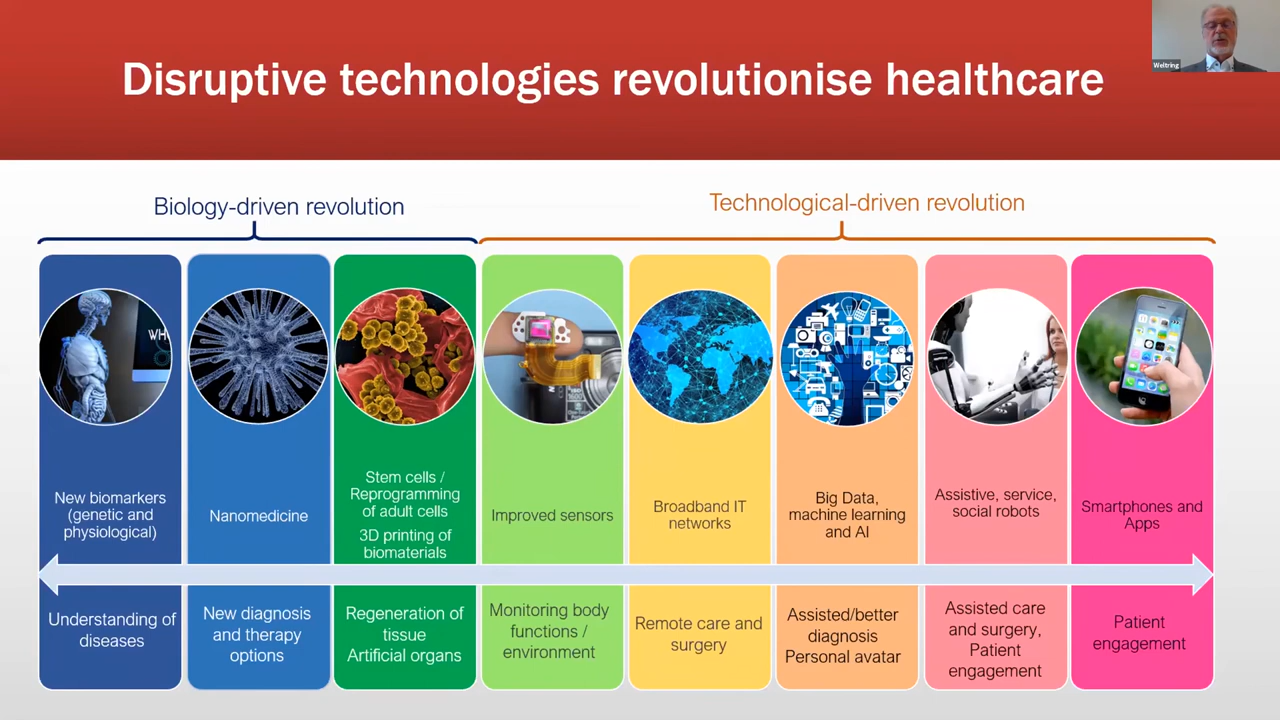 Disruptive technologies revolutionise healthcare
Weltring
Biology-driven revolution
Technological-driven revolution
WH
New biomarkers
(genetic and
physiological)
Nanomedicine
Stem cells /
Reprogramming
of adult cells
3D printing of
biomaterials
Improved sensors
Broadband IT
networks
Big Data,
machine learning
and AI
Assistive, service,
social robots
Smartphones and
Apps
Understanding of
diseases
New diagnosis
and therapy
options
Regeneration of
tissue
Artificial organs
Monitoring body
functions /
environment
Remote care and
surgery
Assisted/better
diagnosis
Personal avatar
Assisted care
and surgery,
Patient
engagement
Patient
engagement